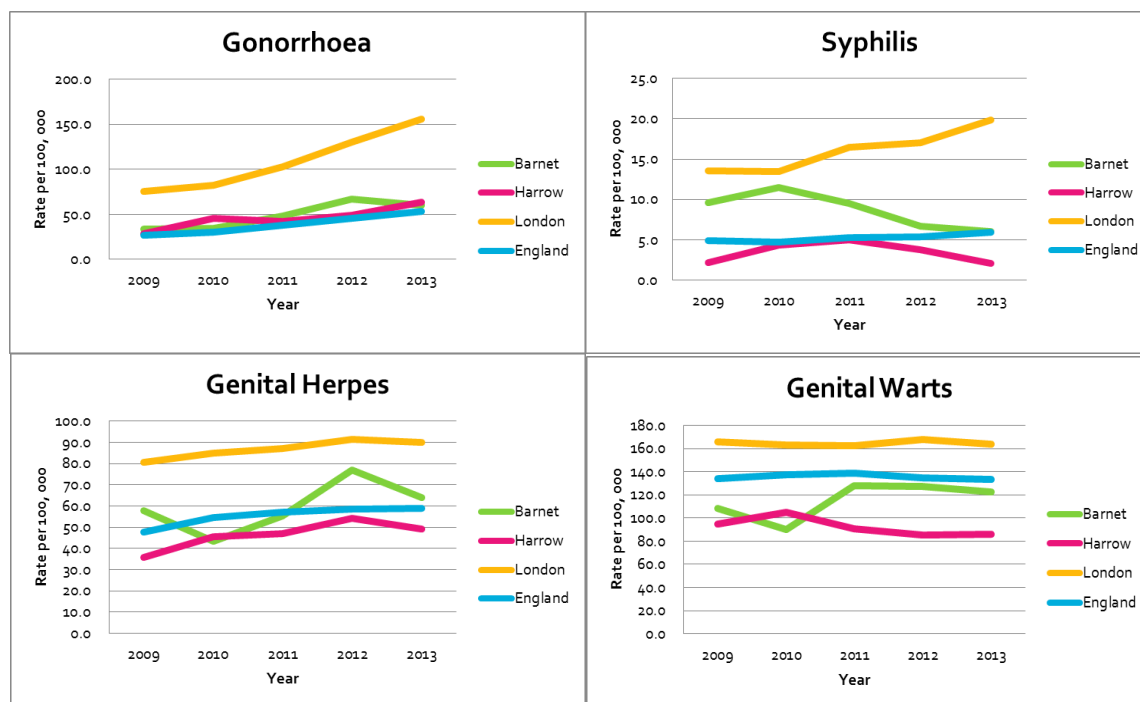 Gonorrhoea
200.0
150.0
100.0
50.0
0.0
Rate per 100, 000
2009 2010 2011 2012 2013
Year
Barnet
Harrow
London
England
Syphilis
25.0
20.0
15.0
10.0
5.0
0.0
Rate per 100, 000
2009 2010 2011 2012 2013
Year
Barnet
Harrow
London
England
Genital Herpes
100.0
90.0
80.0
70.0
60.0
50.0
40.0
30.0
20.0
10.0
0.0
Rate per 100, 000
2009 2010 2011 2012 2013
Year
Barnet
Harrow
London
England
Genital Warts
180.0
160.0
140.0
120.0
100.0
80.0
60.0
40.0
20.0
0.0
Rate per 100, 000
2009 2010 2011 2012 2013
Year
Barnet
Harrow
London
England